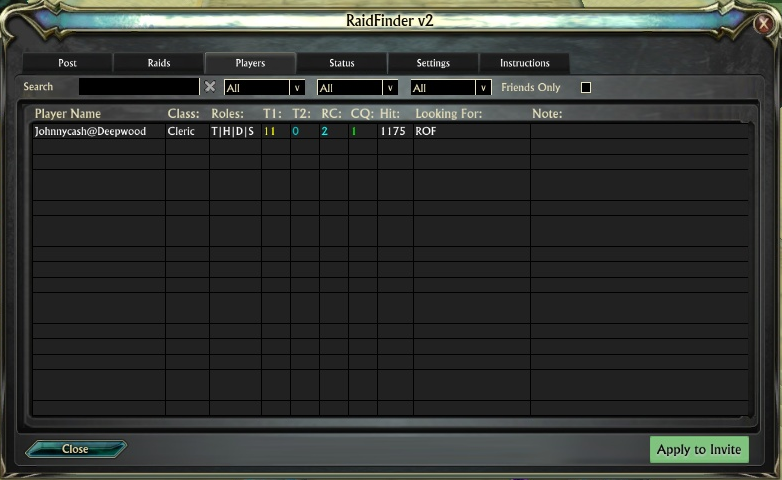 RaidFinder v2
Post Raids Players Status Settings Instructions
Search All All All Friends Only
Player Name Class: Roles: T1: T2: RC: CQ: Hit: Looking For: Note:
Johnnycash@Deepwood Cleric T|H|D|S 11 0 2 1 1175 ROF
Close Apply to Invite